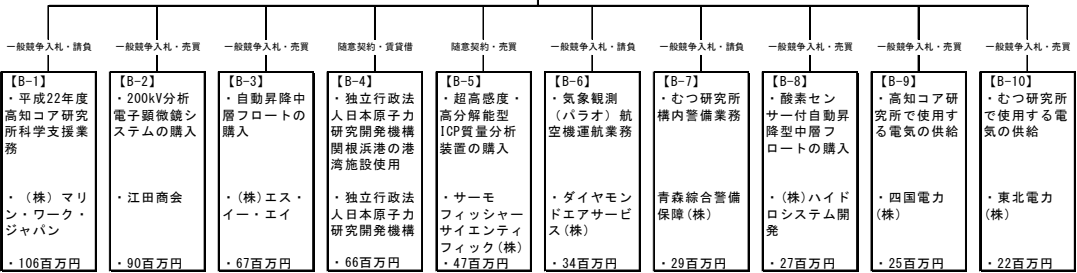 一般競争入札・請負
一般競争入札・売買
一般競争入札・売買
随意契約・賃貸借
随意契約・売買
一般競争入札・請負
一般競争入札・請負
一般競争入札・売買
一般競争入札・売買
一般競争入札・売買
【B-1】
・平成22年度
高知コア研究
所科学支援業
務
・（株）マリ
ン・ワーク・
ジャパン
・106百万円
【B-2】
・200kV分析
電子顕微鏡シ
ステムの購入
・江田商会
・90百万円
【B-3】
・自動昇降中
層フロートの
購入
・(株)エス・
イー・エイ
・67百万円
【B-4】
・独立行政法
人日本原子力
研究開発機構
関根浜港の港
湾施設使用
・独立行政法
人日本原子力
研究開発機構
・66百万円
【B-5】
・超高感度・
高分解能型
ICP質量分析
装置の購入
・サーモ
フィッシャー
サイエンティ
フィック(株)
・47百万円
【B-6】
・気象観測
（パラオ）航
空機運航業務
・ダイヤモン
ドエアサービ
ス(株)
・34百万円
【B-7】
・むつ研究所
構内警備業務
青森綜合警備
保障(株)
・29百万円
【B-8】
・酸素セン
サー付自動昇
降型中層フ
ロートの購入
・(株)ハイド
ロシステム開
発
・27百万円
【B-9】
・高知コア研
究所で使用す
る電気の供給
・四国電力
(株)
・25百万円
【B-10】
・むつ研究所
で使用する電
気の供給
・東北電力
(株)
・22百万円